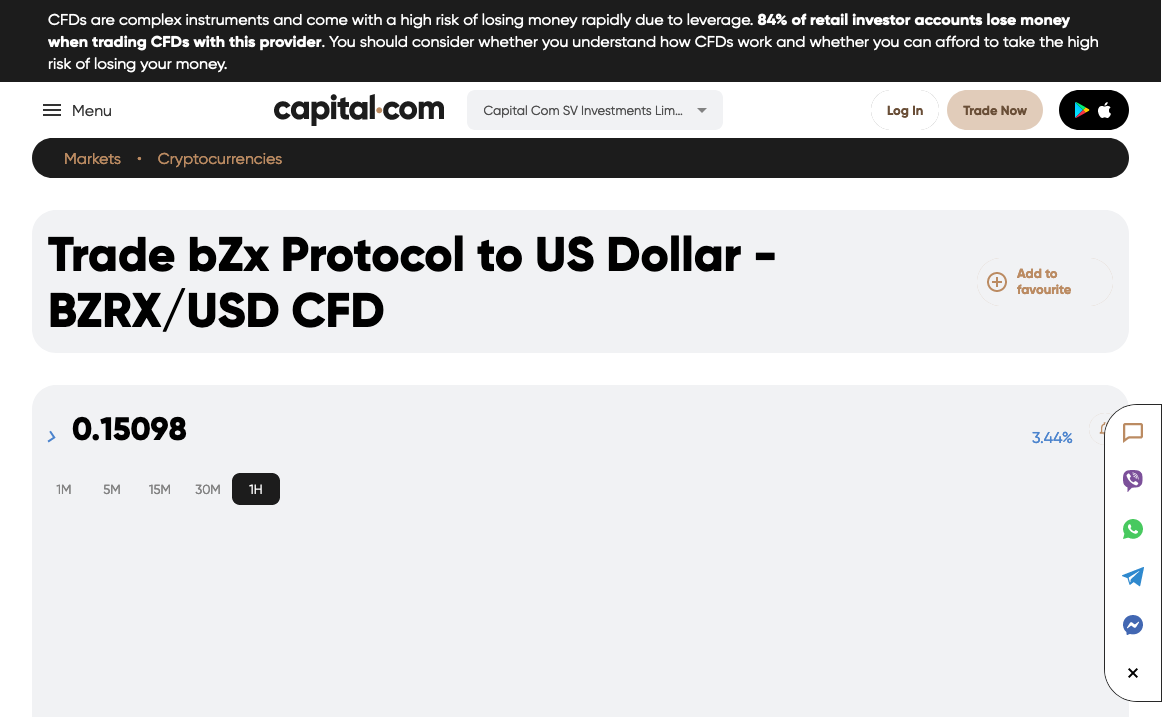 CFDs are complex instruments and come with a high risk of losing money rapidly due to leverage. 84% of retail investor accounts lose money
when trading CFDs with this provider. You should consider whether you understand how CFDs work and whether you can afford to take the high
risk of losing your money.
Menu
capital.com
Capital Com SV Investments Lim...
Log In
Trade Now
Markets • Cryptocurrencies
Trade bZx Protocol to US Dollar -
BZRX/USD CFD
Add to
favourite
0.15098
3.44%
1M 5M 15M 30M 1H